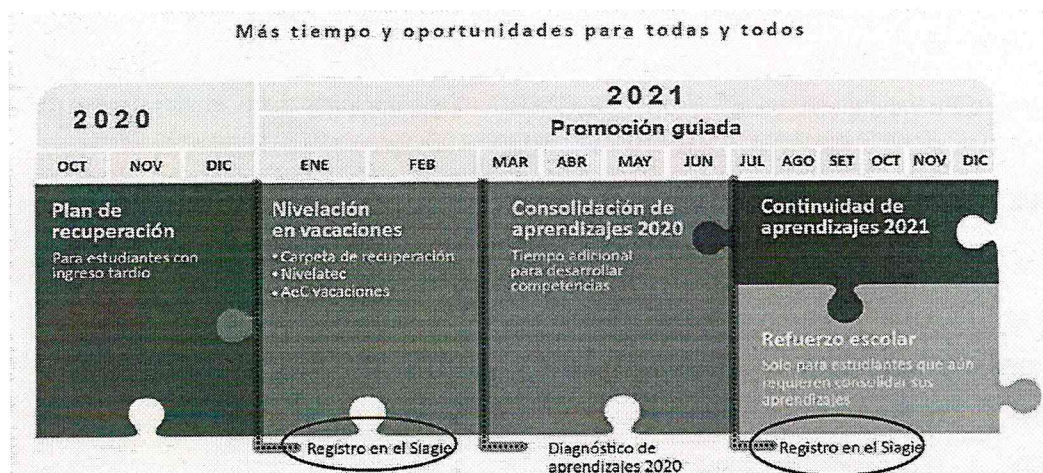 Más tiempo y oportunidades para todas y todos
2020
2021
Promoción guiada
OCT NOV DIC ENE FEB MAR ABR MAY JUN JUL AGO SET OCT NOV DIC
Plan de
recuperación
Para estudiantes con
ingreso tardío
Nivelación
en vacaciones
• Carpeta de recuperación
• Nivelatec
• AeC vacaciones
Consolidación de
aprendizajes 2020
Tiempo adicional
para desarrollar
competencias
Continuidad de
aprendizajes 2021
Refuerzo escolar
Solo para estudiantes que aún
requieren consolidar sus
aprendizajes
Registro en el Siagie
Diagnóstico de
aprendizajes 2020
Registro en el Siagie